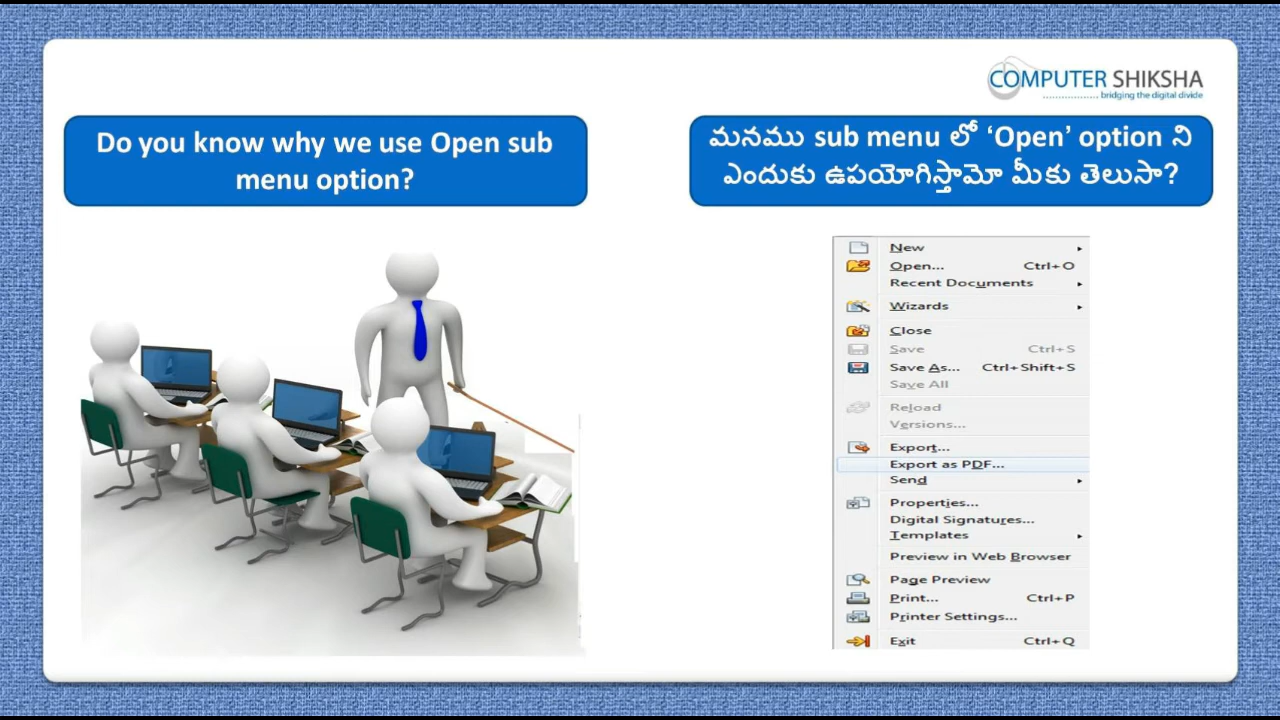 COMPUTER SHIKSHA
bridging the digital divide
Do you know why we use Open sub
menu option?
మనము sub menu లో ‘Open’ option ని
ఎందుకు ఉపయోగిస్తామో మీకు తెలుసా?
New
Open... Ctrl+O
Recent Documents
Wizards
Close
Save Ctrl+S
Save As... Ctrl+Shift+S
Save All
Reload
Versions...
Export...
Export as PDF...
Send
Properties...
Digital Signatures...
Templates
Preview in Web Browser
Page Preview
Print... Ctrl+P
Printer Settings...
Exit Ctrl+Q